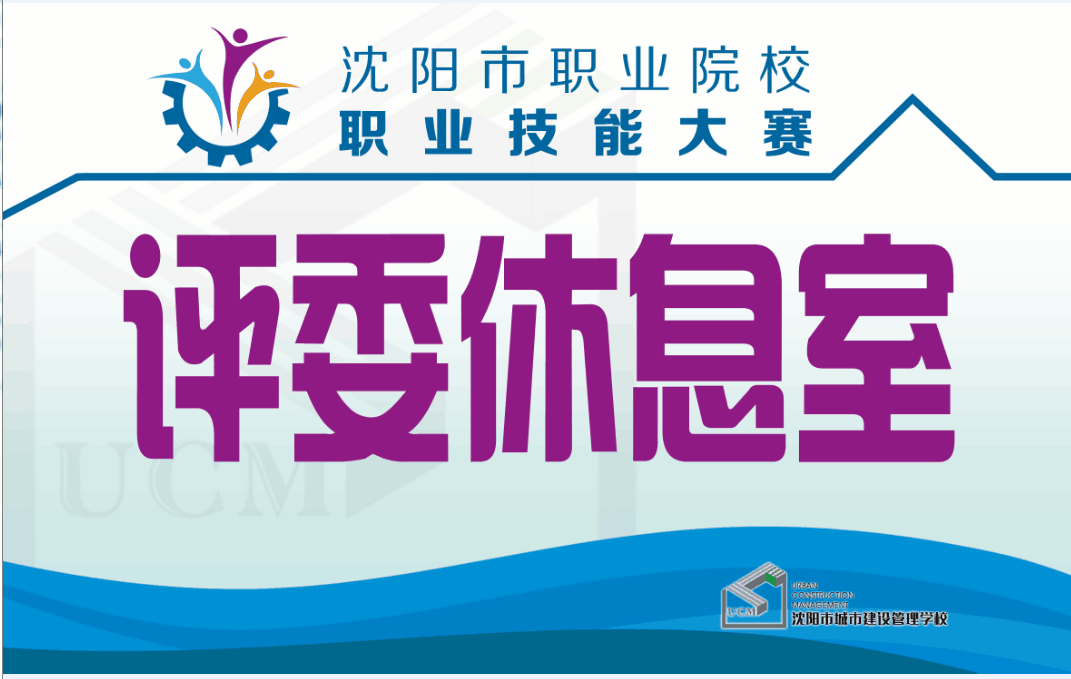 沈阳市职业院校
职业技能大赛
评委休息室
UCM
UCM
URBAN
CONSTRUCTION
MANAGEMENT
沈阳市城市建设管理学校